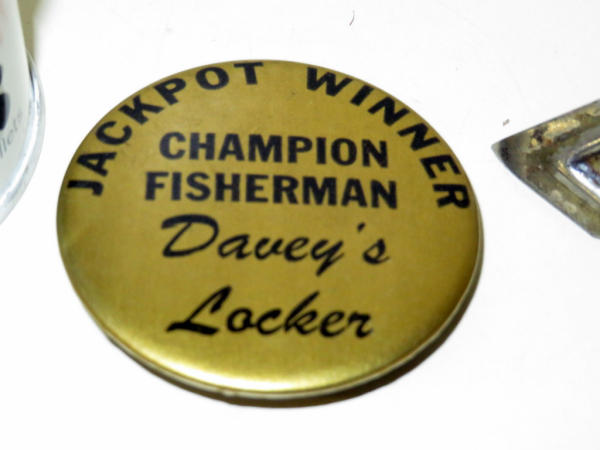 JACKPOT WINNER
CHAMPION
FISHERMAN
Davey's
Locker